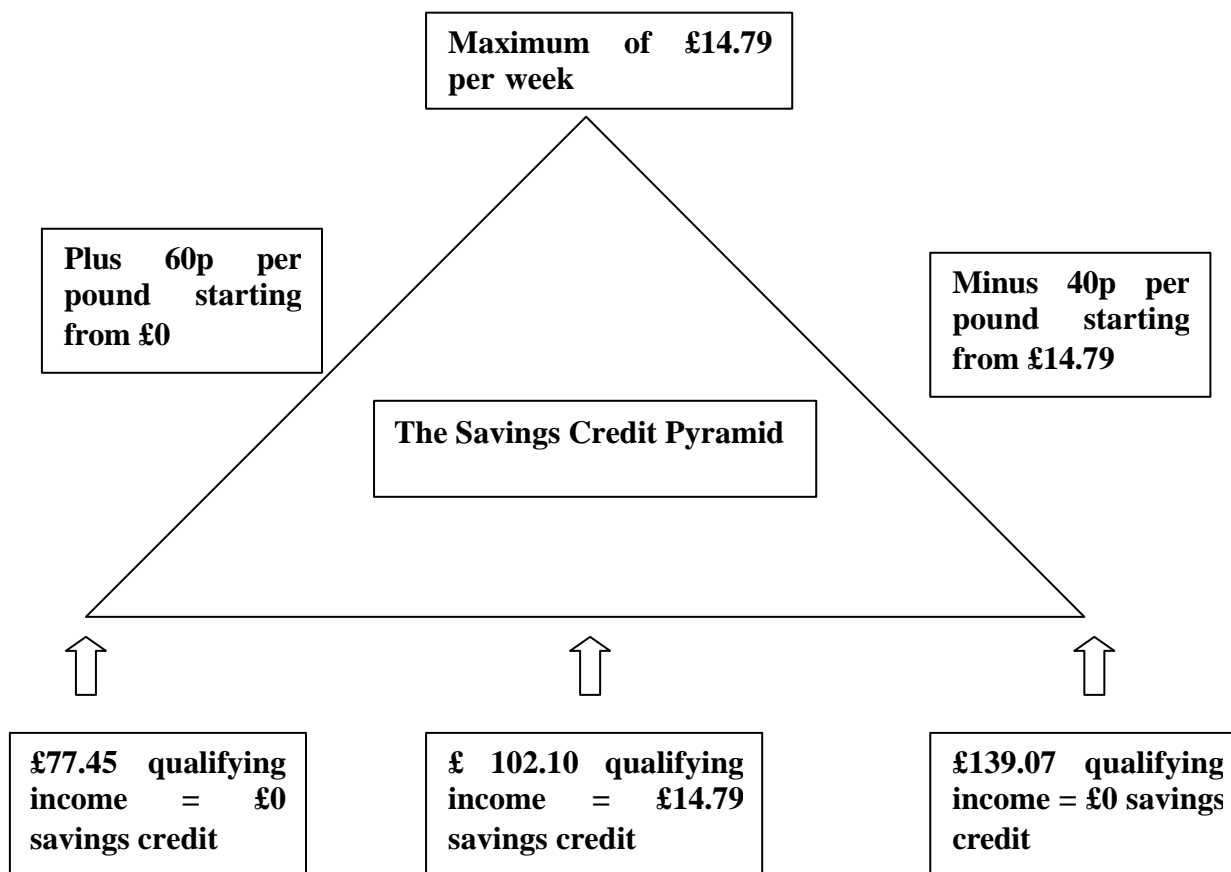 Maximum of £14.79
per week
Plus 60p per
pound starting
from £0
Minus 40p per
pound starting
from £14.79
The Savings Credit Pyramid
£77.45 qualifying
income = £0
savings credit
£ 102.10 qualifying
income = £14.79
savings credit
£139.07 qualifying
income = £0 savings
credit